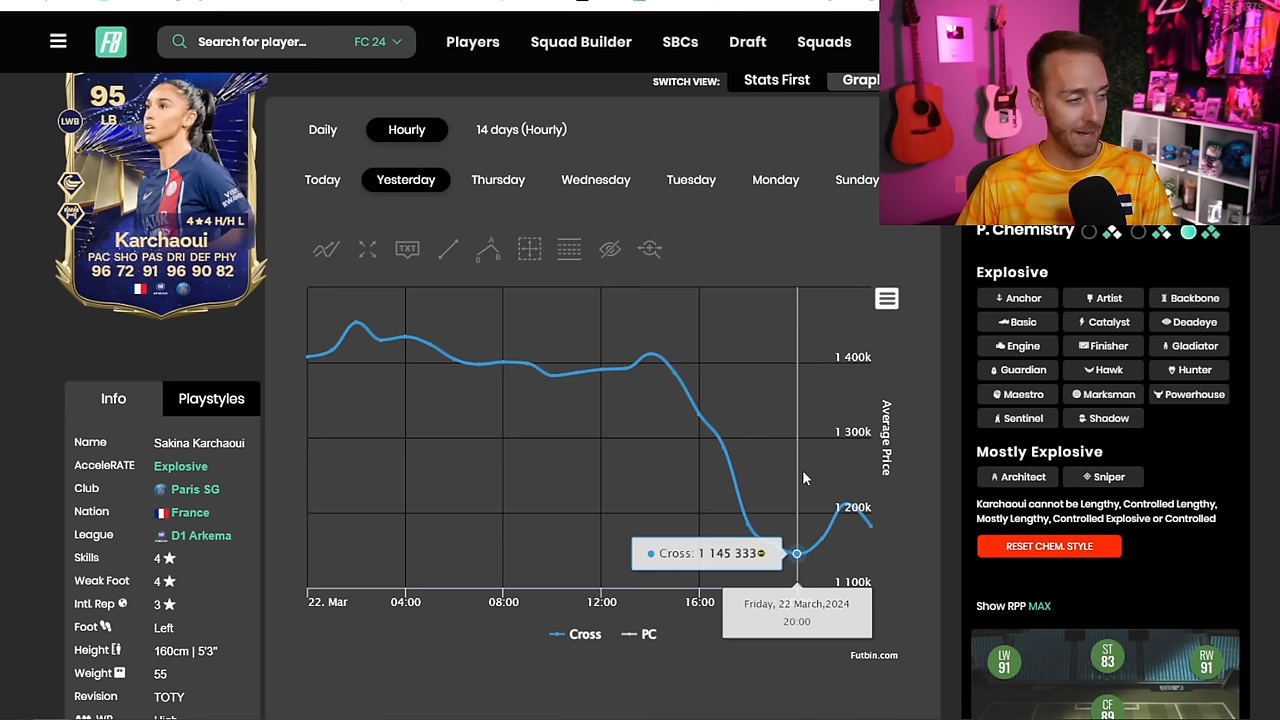 FB
Search for player...
FC 24
Players
Squad Builder
SBCs
Draft
Squads
SWITCH VIEW:
Stats First
Graph
95
LB
LWB
4★4 H/H L
Karchaoui
PAC SHO PAS DRI DEF PHY
96 72 91 96 90 82
Daily
Hourly
14 days (Hourly)
Today
Yesterday
Thursday
Wednesday
Tuesday
Monday
Sunday
TXT
1 400k
1 300k
1 200k
1 100k
Average Price
Cross: 1 145 333
22. Mar
04:00
08:00
12:00
16:00
Friday, 22 March,2024
20:00
Cross
PC
Futbin.com
Info
Playstyles
Name Sakina Karchaoui
AcceleRATE Explosive
Club Paris SG
Nation France
League D1 Arkema
Skills 4★
Weak Foot 4★
Intl. Rep 3★
Foot Left
Height 160cm | 5'3"
Weight 55
Revision TOTY
P. Chemistry
Explosive
Anchor
Artist
Backbone
Basic
Catalyst
Deadeye
Engine
Finisher
Gladiator
Guardian
Hawk
Hunter
Maestro
Marksman
Powerhouse
Sentinel
Shadow
Mostly Explosive
Architect
Sniper
Karchaoui cannot be Lengthy, Controlled Lengthy,
Mostly Lengthy, Controlled Explosive or Controlled
RESET CHEM. STYLE
Show RPP MAX
LW
91
ST
83
RW
91
CF
89